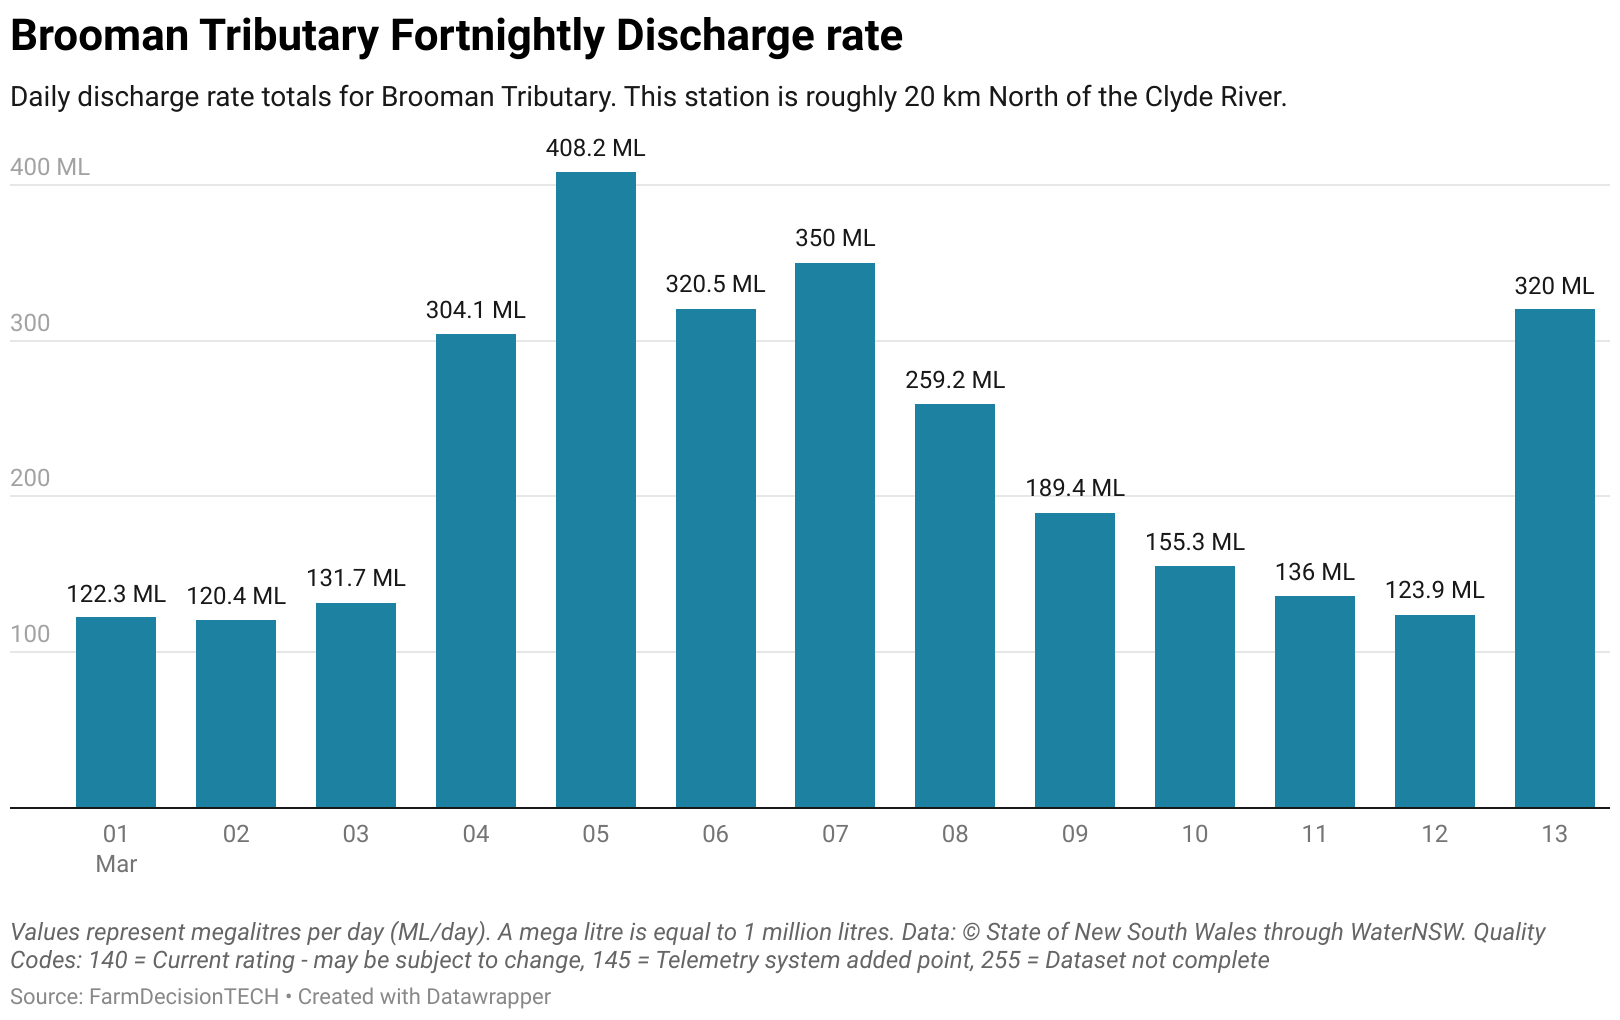 Brooman Tributary Fortnightly Discharge rate
Daily discharge rate totals for Brooman Tributary. This station is roughly 20 km North of the Clyde River.
400 ML
300
200
100
122.3 ML
120.4 ML
131.7 ML
304.1 ML
408.2 ML
320.5 ML
350 ML
259.2 ML
189.4 ML
155.3 ML
136 ML
123.9 ML
320 ML
01 02 03 04 05 06 07 08 09 10 11 12 13
Mar
Values represent megalitres per day (ML/day). A mega litre is equal to 1 million litres. Data: © State of New South Wales through WaterNSW. Quality
Codes: 140 = Current rating - may be subject to change, 145 = Telemetry system added point, 255 = Dataset not complete
Source: FarmDecisionTECH • Created with Datawrapper